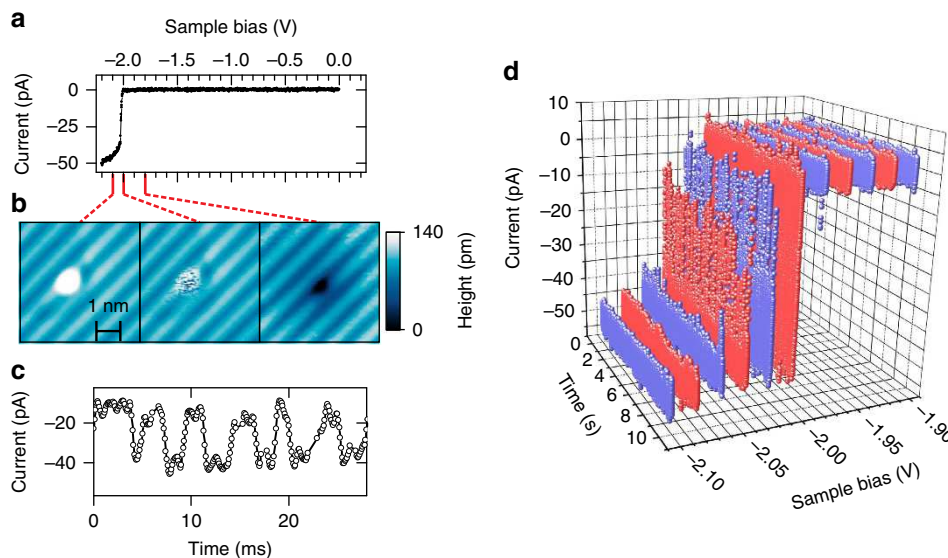 a
Sample bias (V)
−2.0 −1.5 −1.0 −0.5 0.0
Current (pA)
0
−25
−50
b
1 nm
140
0
Height (pm)
c
Current (pA)
−20
−40
0 10 20
Time (ms)
d
Current (pA)
10
0
−10
−20
−30
−40
−50
0
2
4
6
8
10
Time (s)
−2.10
−2.05
−2.00
−1.95
−1.90
Sample bias (V)